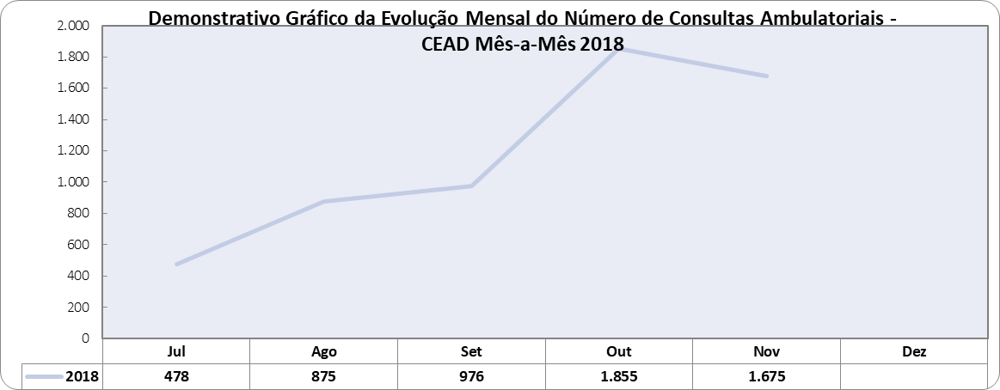 Demonstrativo Gráfico da Evolução Mensal do Número de Consultas Ambulatoriais -
CEAD Mês-a-Mês 2018
2.000
1.800
1.600
1.400
1.200
1.000
800
600
400
200
0
Jul Ago Set Out Nov Dez
2018 478 875 976 1.855 1.675